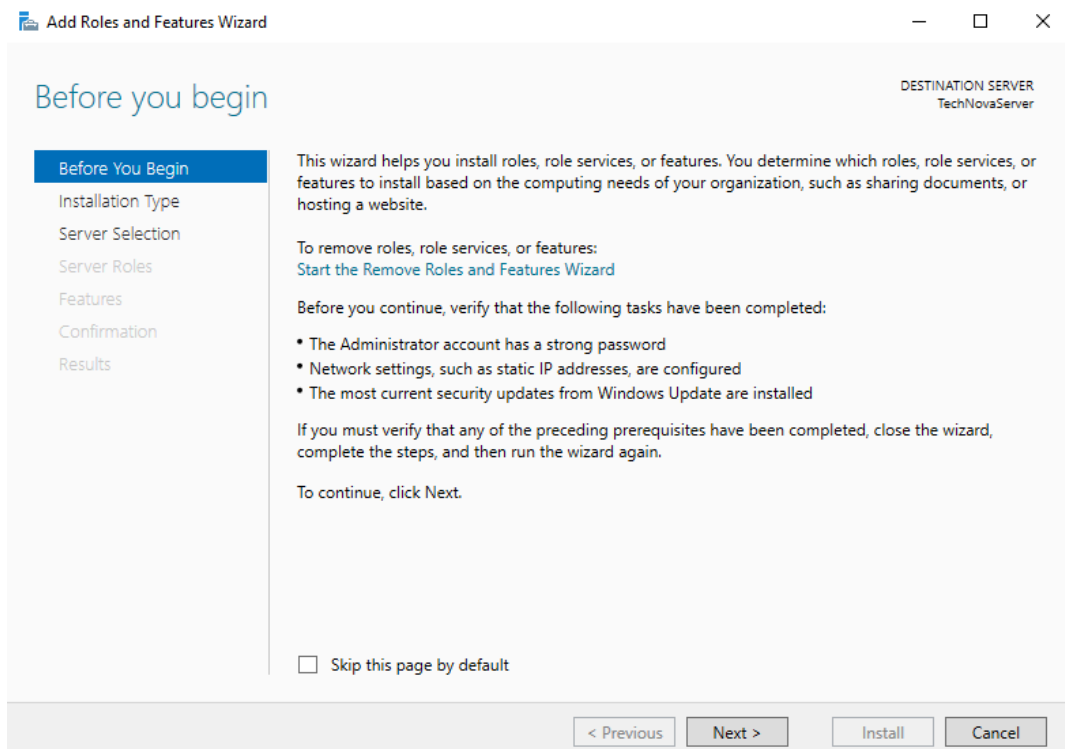 Add Roles and Features Wizard
Before you begin
DESTINATION SERVER
TechNovaServer
Before You Begin
Installation Type
Server Selection
Server Roles
Features
Confirmation
Results
This wizard helps you install roles, role services, or features. You determine which roles, role services, or
features to install based on the computing needs of your organization, such as sharing documents, or
hosting a website.
To remove roles, role services, or features:
Start the Remove Roles and Features Wizard
Before you continue, verify that the following tasks have been completed:
• The Administrator account has a strong password
• Network settings, such as static IP addresses, are configured
• The most current security updates from Windows Update are installed
If you must verify that any of the preceding prerequisites have been completed, close the wizard,
complete the steps, and then run the wizard again.
To continue, click Next.
Skip this page by default
< Previous
Next >
Install
Cancel